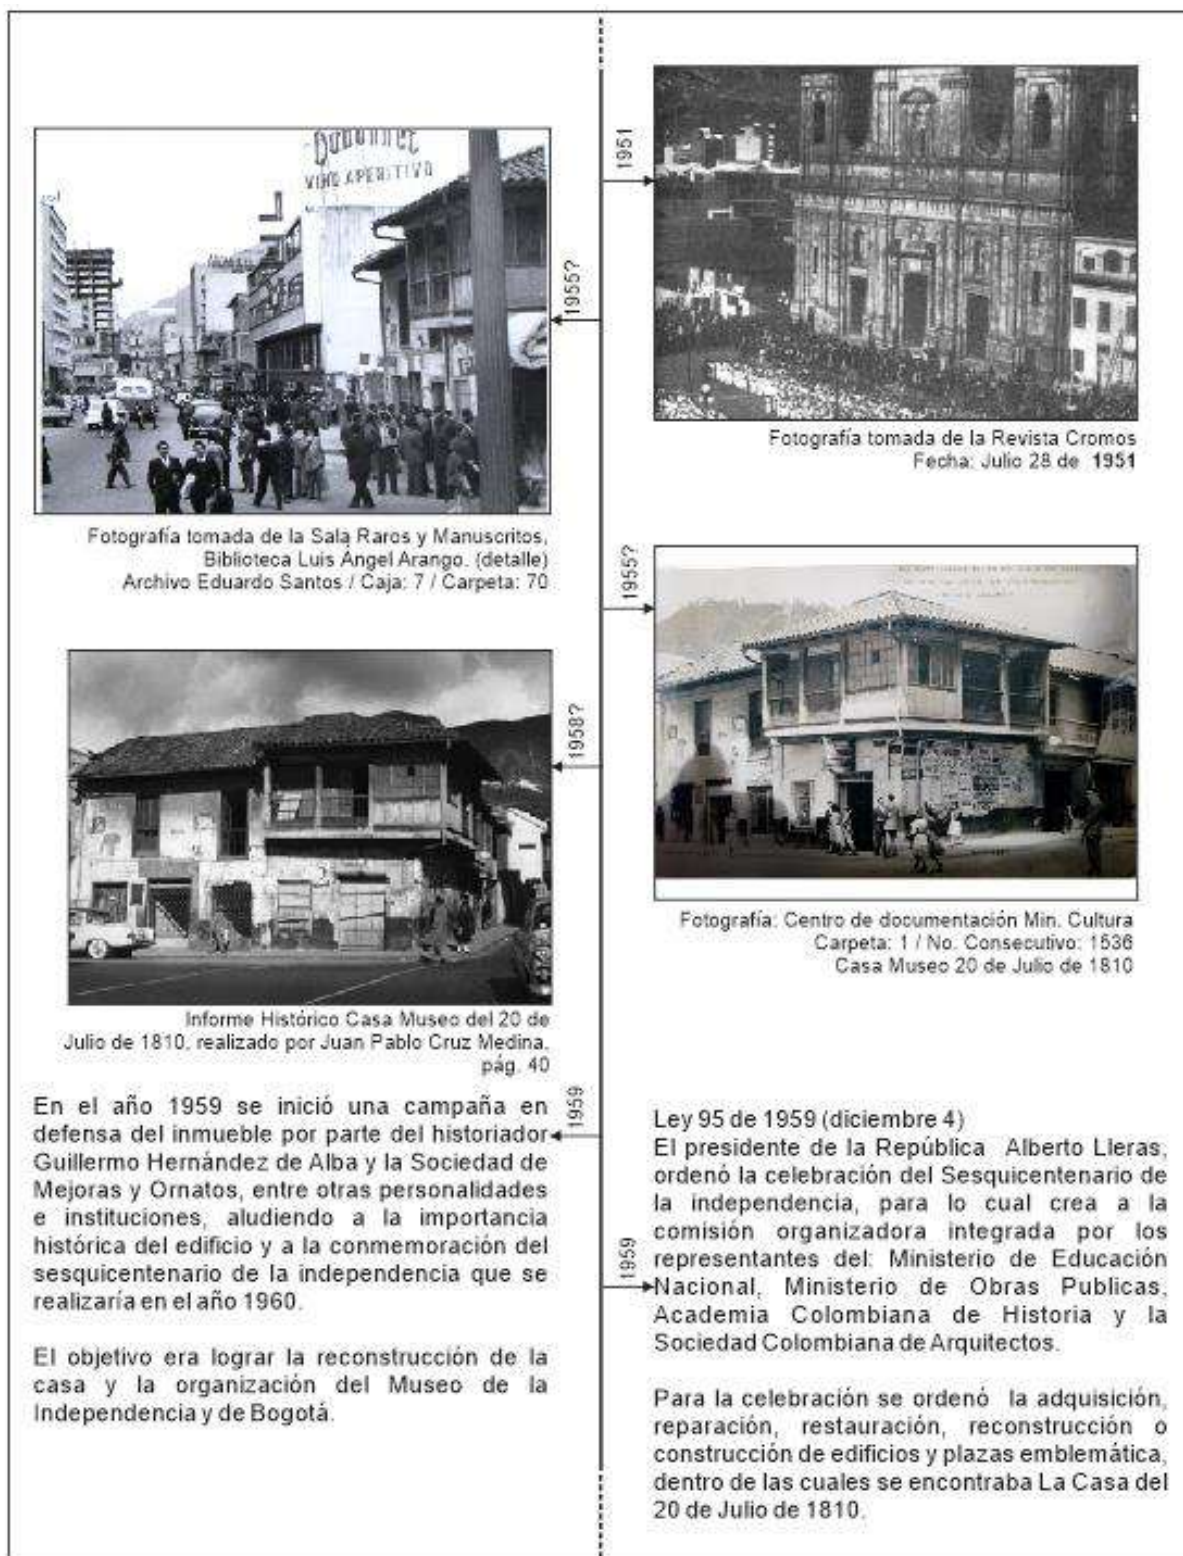 1951
Fotografía tomada de la Revista Cromos
Fecha: Julio 28 de 1951
Dubonnet
VINO APERITIVO
1955?
Fotografía tomada de la Sala Raros y Manuscritos,
Biblioteca Luis Ángel Arango. (detalle)
Archivo Eduardo Santos / Caja: 7 / Carpeta: 70
1955?
Fotografía: Centro de documentación Min. Cultura
Carpeta: 1 / No. Consecutivo: 1536
Casa Museo 20 de Julio de 1810
1958?
Informe Histórico Casa Museo del 20 de
Julio de 1810, realizado por Juan Pablo Cruz Medina.
pág. 40
1959
En el año 1959 se inició una campaña en
defensa del inmueble por parte del historiador
Guillermo Hernández de Alba y la Sociedad de
Mejoras y Ornatos, entre otras personalidades
e instituciones, aludiendo a la importancia
histórica del edificio y a la conmemoración del
sesquicentenario de la independencia que se
realizaría en el año 1960.
El objetivo era lograr la reconstrucción de la
casa y la organización del Museo de la
Independencia y de Bogotá.
1959
Ley 95 de 1959 (diciembre 4)
El presidente de la República Alberto Lleras,
ordenó la celebración del Sesquicentenario de
la independencia, para lo cual crea a la
comisión organizadora integrada por los
representantes del: Ministerio de Educación
Nacional, Ministerio de Obras Publicas,
Academia Colombiana de Historia y la
Sociedad Colombiana de Arquitectos.
Para la celebración se ordenó la adquisición,
reparación, restauración, reconstrucción o
construcción de edificios y plazas emblemática,
dentro de las cuales se encontraba La Casa del
20 de Julio de 1810.